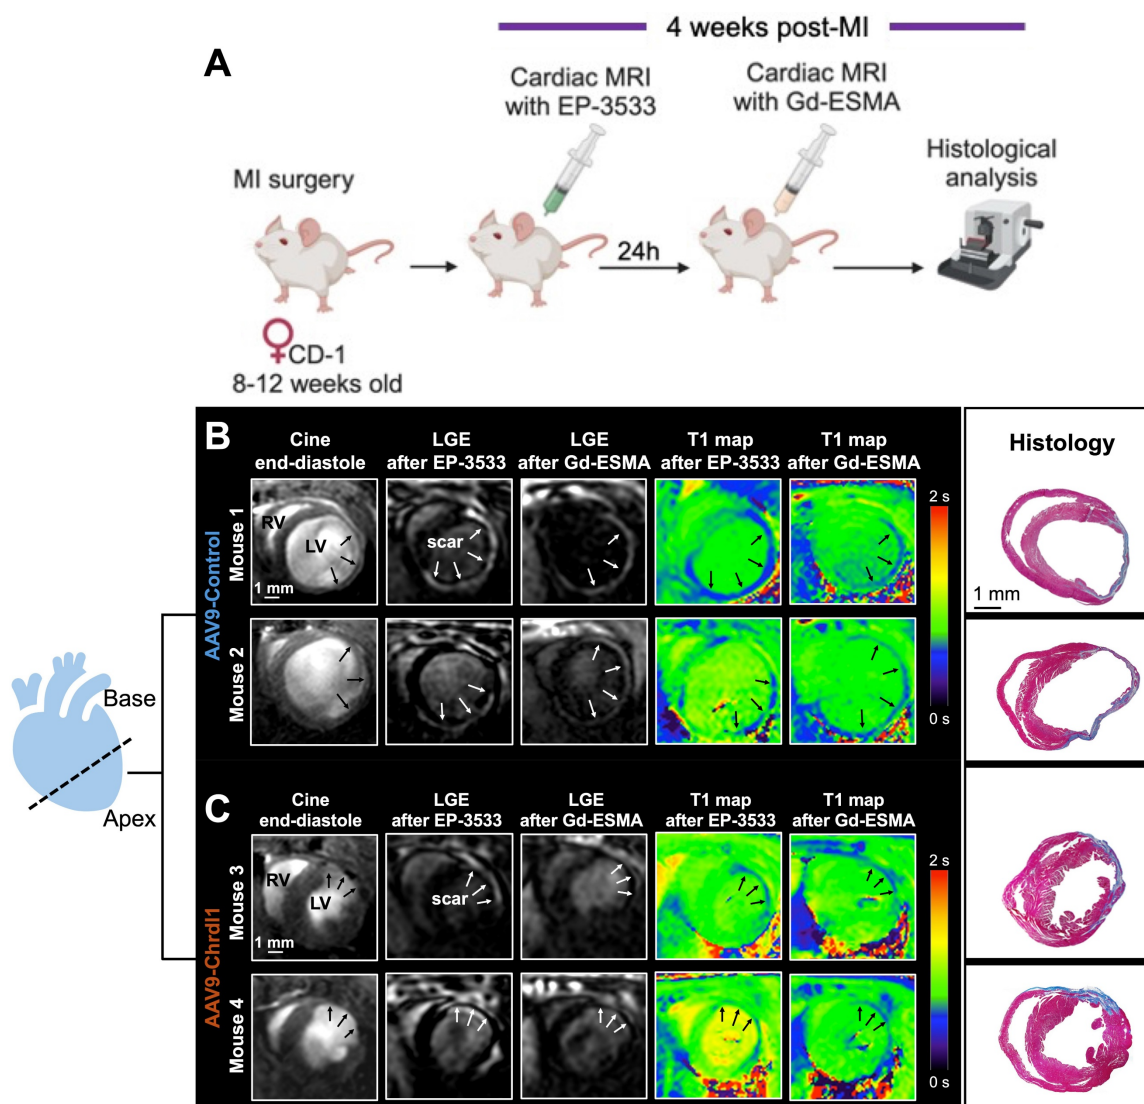 4 weeks post-MI
A
Cardiac MRI
with EP-3533
Cardiac MRI
with Gd-ESMA
MI surgery
Histological
analysis
24h
♀CD-1
8-12 weeks old
B
Cine
end-diastole
LGE
after EP-3533
LGE
after Gd-ESMA
T1 map
after EP-3533
T1 map
after Gd-ESMA
Histology
AAV9-Control
Mouse 1
RV
LV
1 mm
scar
2 s
0 s
1 mm
Mouse 2
Base
Apex
C
Cine
end-diastole
LGE
after EP-3533
LGE
after Gd-ESMA
T1 map
after EP-3533
T1 map
after Gd-ESMA
AAV9-Chrdl1
Mouse 3
RV
LV
1 mm
scar
2 s
0 s
Mouse 4